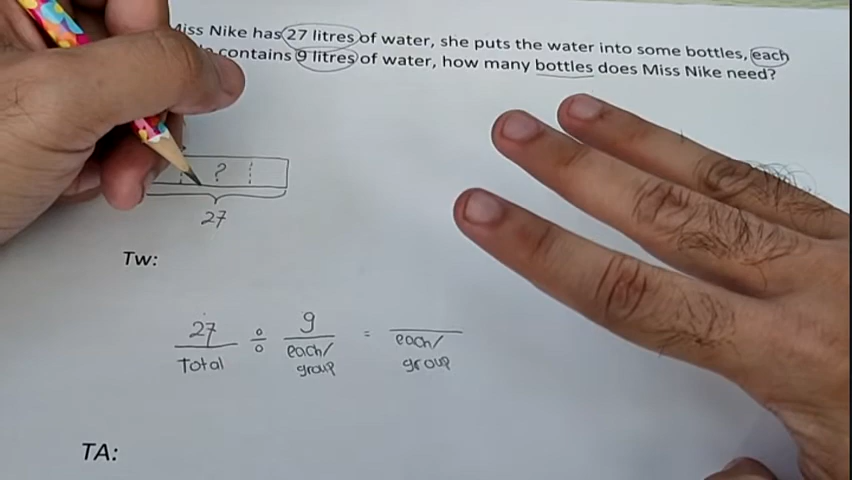 Miss Nike has 27 litres of water, she puts the water into some bottles, each
contains 9 litres of water, how many bottles does Miss Nike need?
?
27
Tw:
27 ÷ 9 =
Total each/ each/
group group
TA: